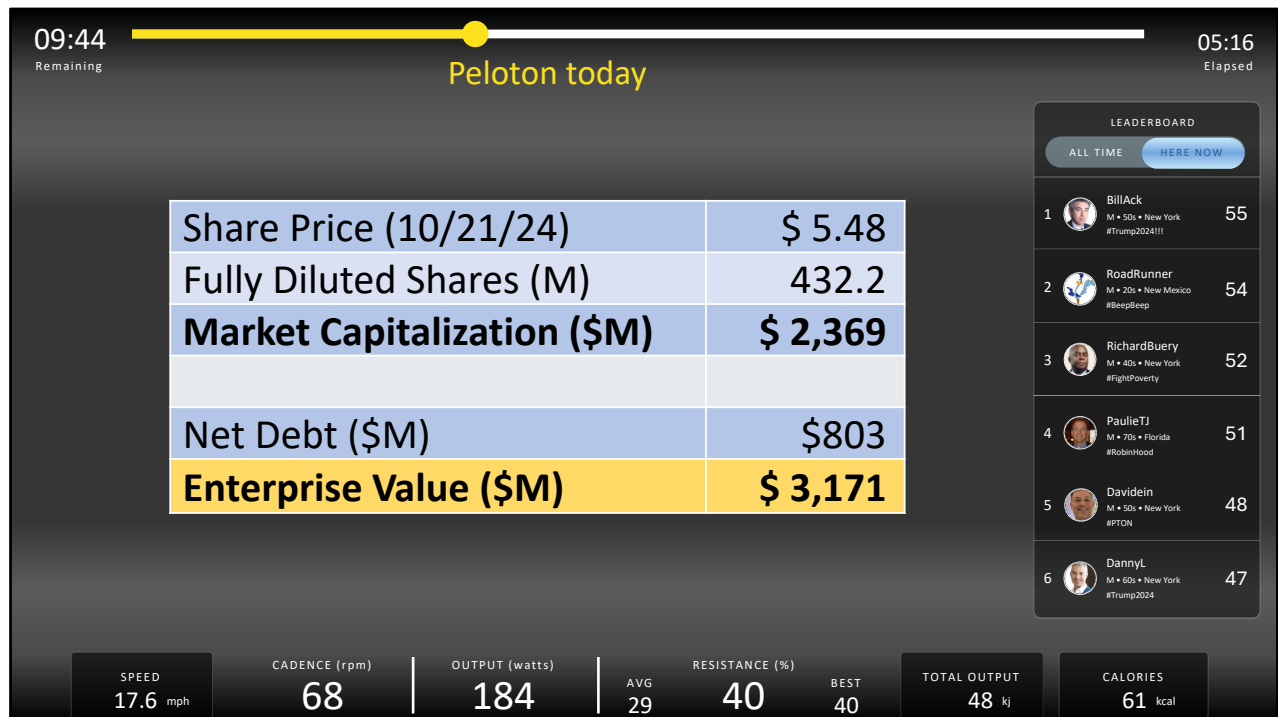 09:44
Remaining
05:16
Elapsed
Peloton today
LEADERBOARD
ALL TIME HERE NOW
1 BillAck 55
M • 50s • New York
#Trump2024!!!
2 RoadRunner 54
M • 20s • New Mexico
#BeepBeep
3 RichardBuery 52
M • 40s • New York
#FightPoverty
4 PaulieTJ 51
M • 70s • Florida
#RobinHood
5 Davidein 48
M • 50s • New York
#PTON
6 DannyL 47
M • 60s • New York
#Trump2024
Share Price (10/21/24) $ 5.48
Fully Diluted Shares (M) 432.2
Market Capitalization ($M) $ 2,369
Net Debt ($M) $803
Enterprise Value ($M) $ 3,171
SPEED
17.6 mph
CADENCE (rpm)
68
OUTPUT (watts)
184
RESISTANCE (%)
AVG
29
40
BEST
40
TOTAL OUTPUT
48 kj
CALORIES
61 kcal